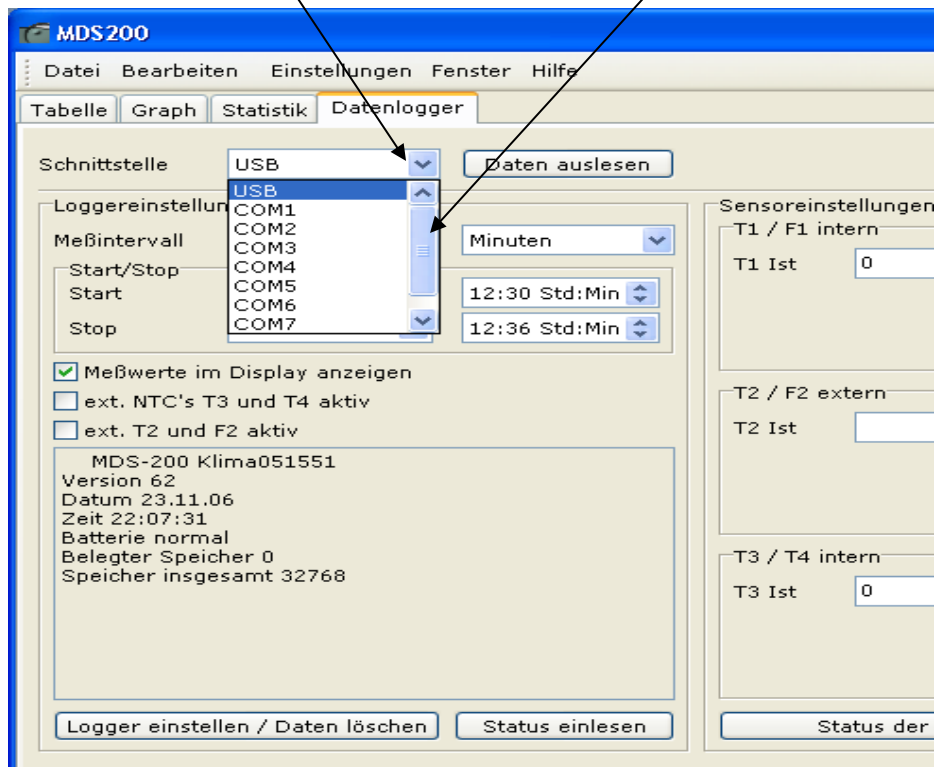 MDS200
Datei Bearbeiten Einstellungen Fenster Hilfe
Tabelle Graph Statistik Datenlogger
Schnittstelle USB Daten auslesen
USB
COM1
COM2
COM3
COM4
COM5
COM6
COM7
Loggereinstellun
Meßintervall Minuten
Start/Stop
Start 12:30 Std:Min
Stop 12:36 Std:Min
Meßwerte im Display anzeigen
ext. NTC's T3 und T4 aktiv
ext. T2 und F2 aktiv
MDS-200 Klima051551
Version 62
Datum 23.11.06
Zeit 22:07:31
Batterie normal
Belegter Speicher 0
Speicher insgesamt 32768
Logger einstellen / Daten löschen Status einlesen
Sensoreinstellungen
T1 / F1 intern
T1 Ist 0
T2 / F2 extern
T2 Ist
T3 / T4 intern
T3 Ist 0
Status der